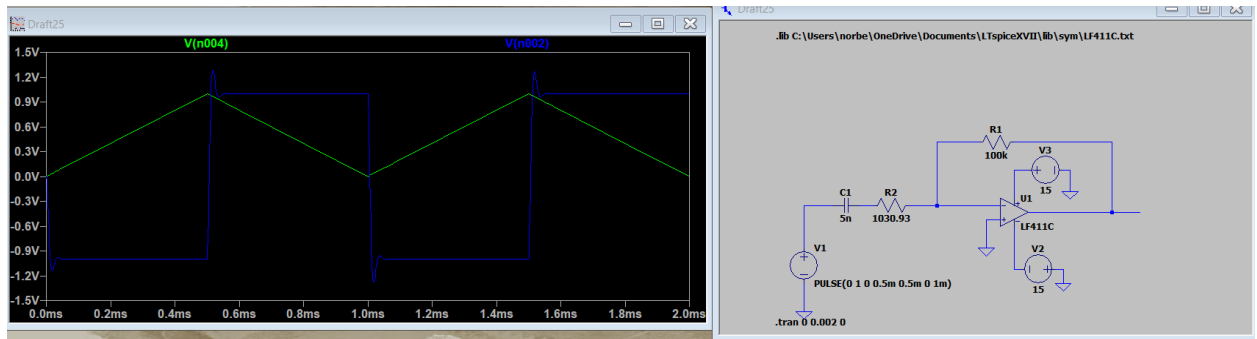 Draft25
V(n004) V(n002)
1.5V
1.2V
0.9V
0.6V
0.3V
0.0V
-0.3V
-0.6V
-0.9V
-1.2V
-1.5V
0.0ms 0.2ms 0.4ms 0.6ms 0.8ms 1.0ms 1.2ms 1.4ms 1.6ms 1.8ms 2.0ms
Draft25
.lib C:\Users\norbe\OneDrive\Documents\LTspiceXVII\lib\sym\LF411C.txt
R1
100k
V3
15
C1
5n
R2
1030.93
U1
LF411C
V1
V2
15
PULSE(0 1 0 0.5m 0.5m 0 1m)
.tran 0 0.002 0